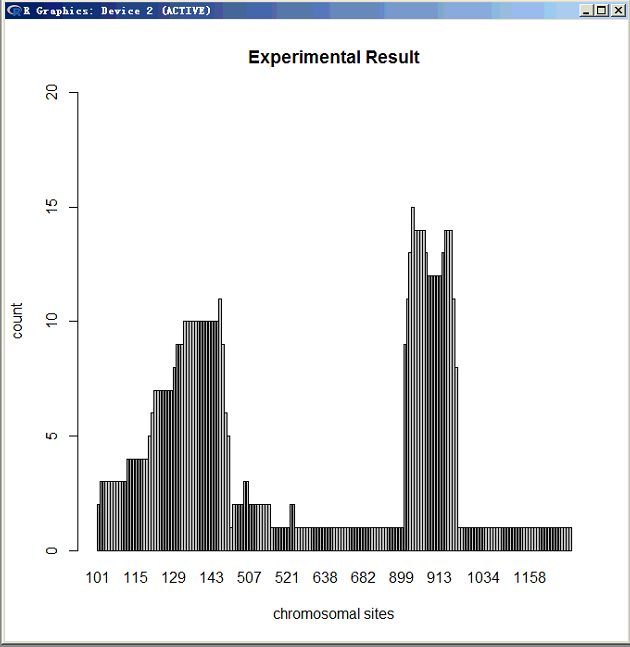 R Graphics: Device 2 (ACTIVE)
Experimental Result
20
15
10
5
0
count
101 115 129 143 507 521 638 682 899 913 1034 1158
chromosomal sites